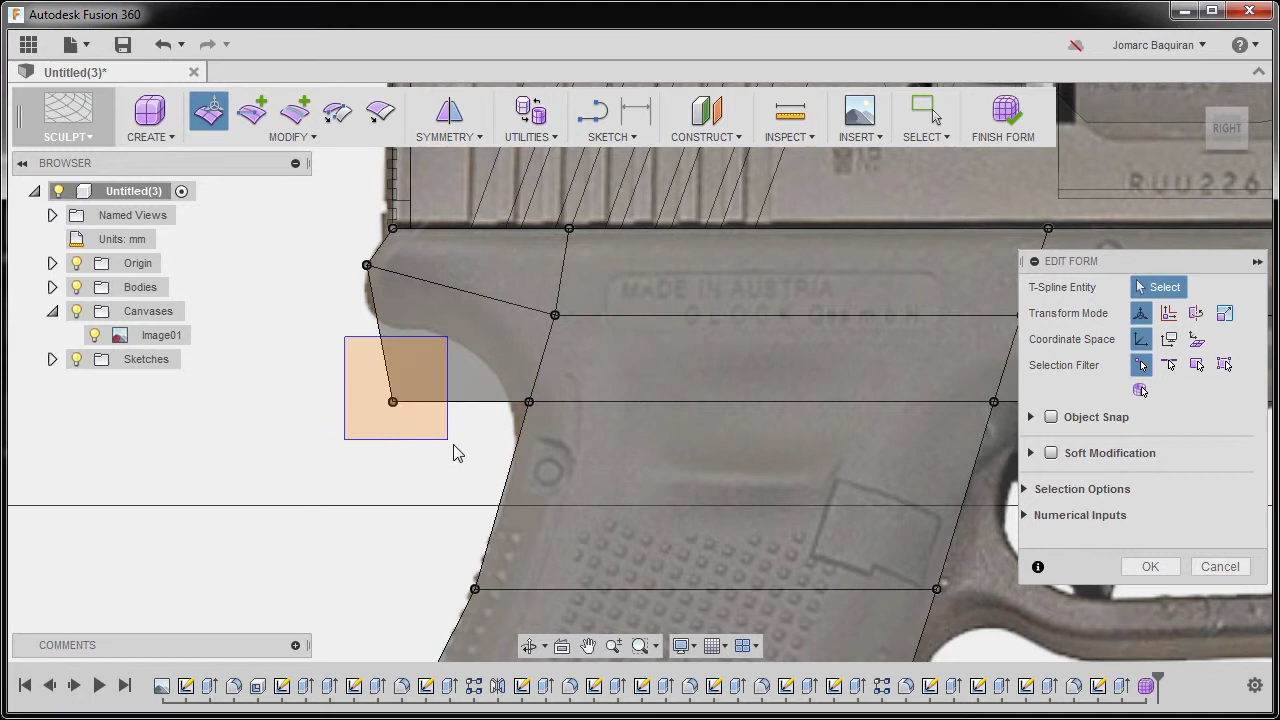 Autodesk Fusion 360
Jomarc Baquiran
Untitled(3)*
SCULPT
CREATE
MODIFY
SYMMETRY
UTILITIES
SKETCH
CONSTRUCT
INSPECT
INSERT
SELECT
FINISH FORM
RIGHT
BROWSER
Untitled(3)
Named Views
Units: mm
Origin
Bodies
Canvases
Image01
Sketches
RUU226
MADE IN AUSTRIA
GLOCK Ges.m.b.H.
EDIT FORM
T-Spline Entity
Select
Transform Mode
Coordinate Space
Selection Filter
Object Snap
Soft Modification
Selection Options
Numerical Inputs
OK
Cancel
COMMENTS